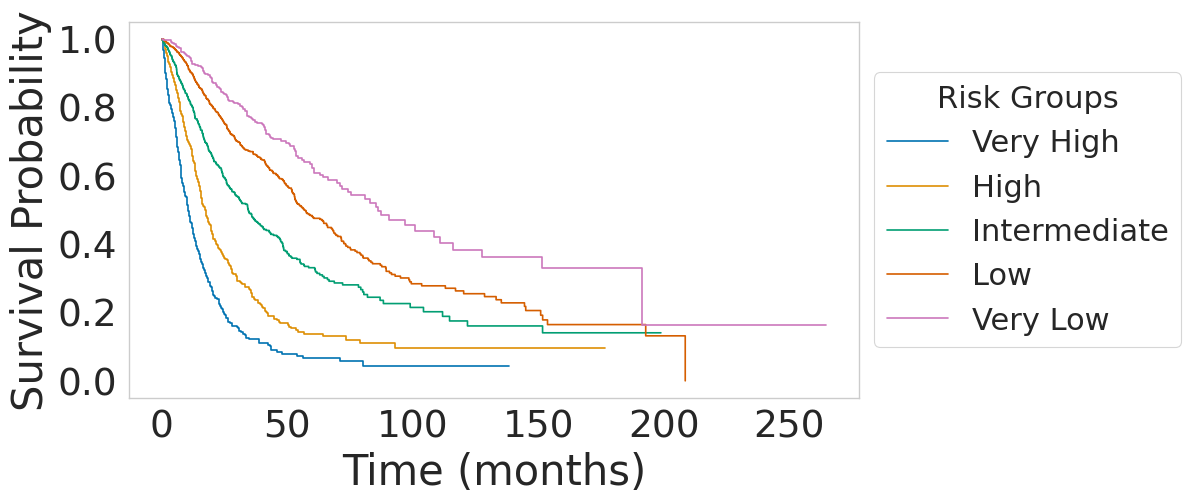 Survival Probability
1.0
0.8
0.6
0.4
0.2
0.0
0 50 100 150 200 250
Time (months)
Risk Groups
Very High
High
Intermediate
Low
Very Low